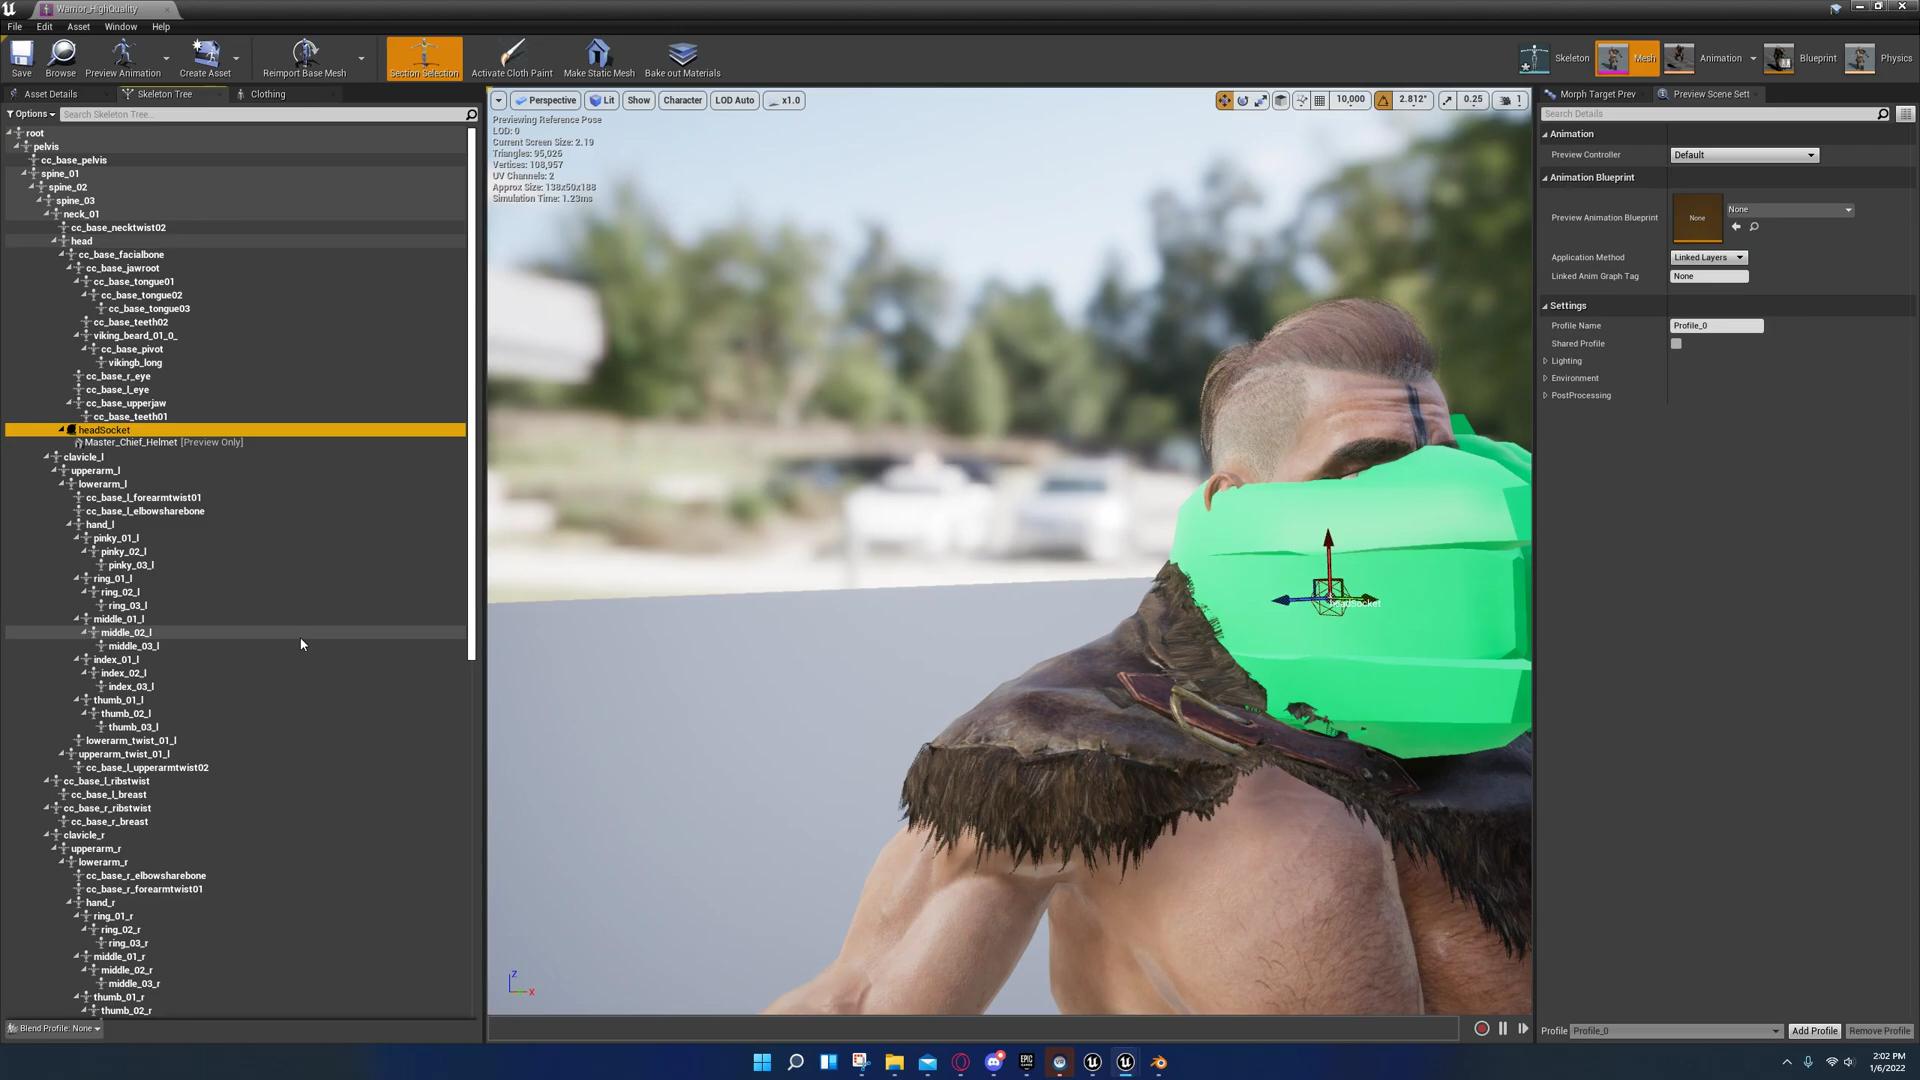 Warrior_HighQuality
File Edit Asset Window Help
Save Browse Preview Animation Create Asset Reimport Base Mesh Section Selection Activate Cloth Paint Make Static Mesh Bake out Materials Skeleton Mesh Animation Blueprint Physics
Asset Details Skeleton Tree Clothing
Options Search Skeleton Tree...
root
pelvis
cc_base_pelvis
spine_01
spine_02
spine_03
neck_01
cc_base_necktwist02
head
cc_base_facialbone
cc_base_jawroot
cc_base_tongue01
cc_base_tongue02
cc_base_tongue03
cc_base_teeth02
viking_beard_01_0_
cc_base_pivot
vikingb_long
cc_base_r_eye
cc_base_l_eye
cc_base_upperjaw
cc_base_teeth01
headSocket
Master_Chief_Helmet [Preview Only]
clavicle_l
upperarm_l
lowerarm_l
cc_base_l_forearmtwist01
cc_base_l_elbowsharebone
hand_l
pinky_01_l
pinky_02_l
pinky_03_l
ring_01_l
ring_02_l
ring_03_l
middle_01_l
middle_02_l
middle_03_l
index_01_l
index_02_l
index_03_l
thumb_01_l
thumb_02_l
thumb_03_l
lowerarm_twist_01_l
upperarm_twist_01_l
cc_base_l_upperarmtwist02
cc_base_l_ribstwist
cc_base_l_breast
cc_base_r_ribstwist
cc_base_r_breast
clavicle_r
upperarm_r
lowerarm_r
cc_base_r_elbowsharebone
cc_base_r_forearmtwist01
hand_r
ring_01_r
ring_02_r
ring_03_r
middle_01_r
middle_02_r
middle_03_r
thumb_01_r
thumb_02_r
Blend Profile: None
Perspective Lit Show Character LOD Auto x1.0 10,000 2.812° 0.25 1
Previewing Reference Pose
LOD: 0
Current Screen Size: 2.19
Triangles: 95,026
Vertices: 108,957
UV Channels: 2
Approx Size: 138x50x188
Simulation Time: 1.23ms
headSocket
Z
X
Morph Target Prev Preview Scene Sett
Search Details
Animation
Preview Controller Default
Animation Blueprint
Preview Animation Blueprint None None
Application Method Linked Layers
Linked Anim Graph Tag None
Settings
Profile Name Profile_0
Shared Profile
Lighting
Environment
PostProcessing
Profile Profile_0 Add Profile Remove Profile
EPIC GAMES
2:02 PM
1/6/2022